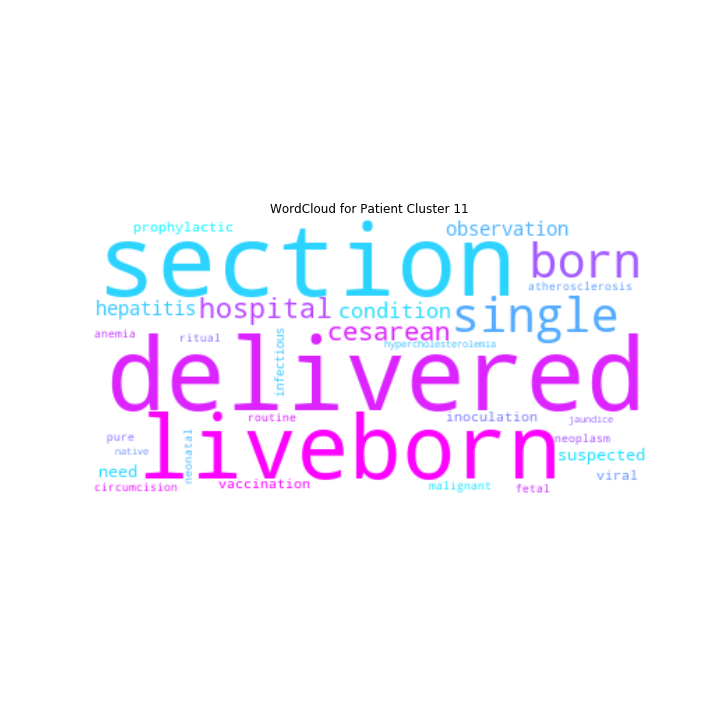 WordCloud for Patient Cluster 11
prophylactic
observation
section
born
atherosclerosis
hepatitis
hospital
condition
single
cesarean
anemia
ritual
infectious
hypercholesterolemia
delivered
liveborn
routine
inoculation
jaundice
pure
native
neonatal
neoplasm
need
suspected
circumcision
vaccination
malignant
fetal
viral